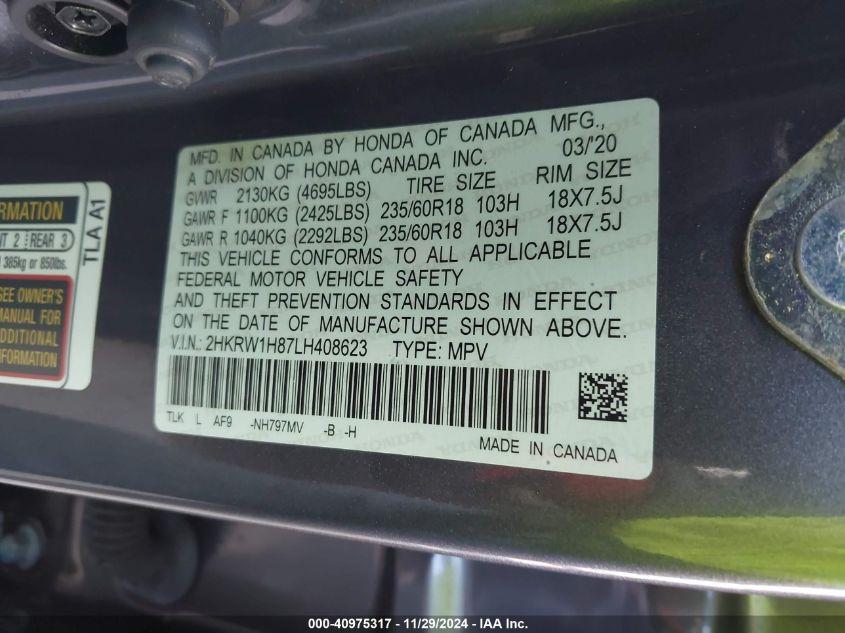 MFD. IN CANADA BY HONDA OF CANADA MFG.,
A DIVISION OF HONDA CANADA INC. 03/'20
GVWR 2130KG (4695LBS) TIRE SIZE RIM SIZE
GAWR F 1100KG (2425LBS) 235/60R18 103H 18X7.5J
GAWR R 1040KG (2292LBS) 235/60R18 103H 18X7.5J
THIS VEHICLE CONFORMS TO ALL APPLICABLE
FEDERAL MOTOR VEHICLE SAFETY
AND THEFT PREVENTION STANDARDS IN EFFECT
ON THE DATE OF MANUFACTURE SHOWN ABOVE.
V.I.N.: 2HKRW1H87LH408623 TYPE: MPV
TLK L AF9 -NH797MV -B -H
MADE IN CANADA
RMATION
2 REAR 3
385kg or 850lbs.
SEE OWNER'S
MANUAL FOR
ADDITIONAL
INFORMATION
TLA A1
000-40975317 - 11/29/2024 - IAA Inc.